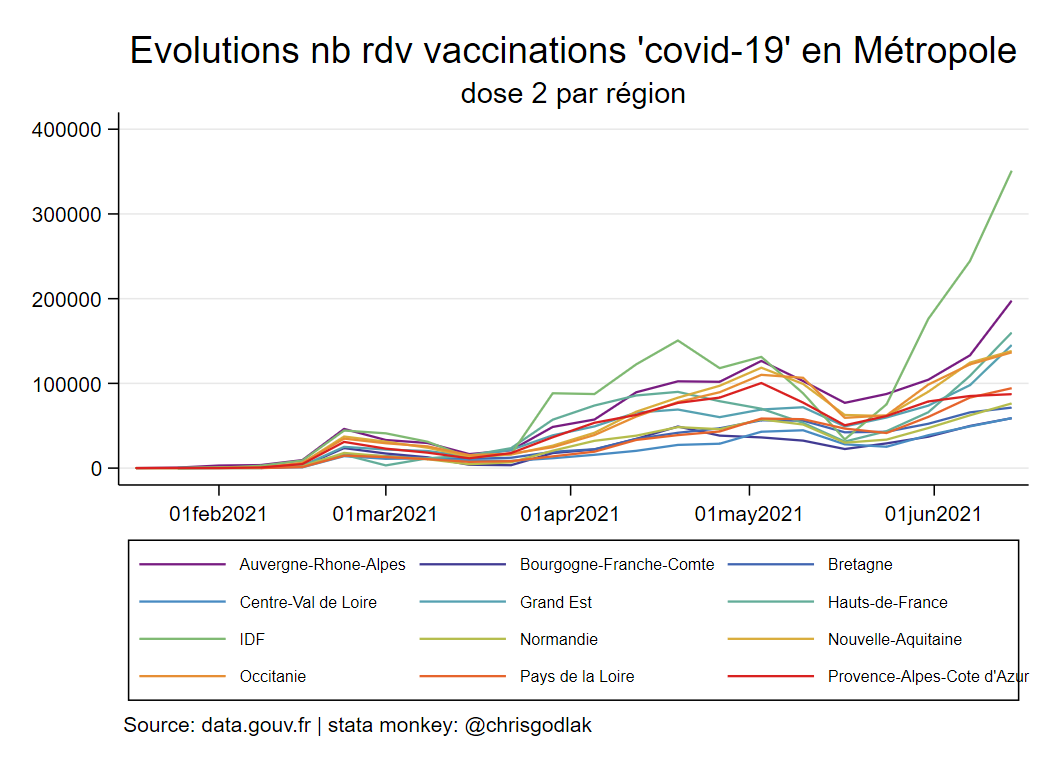 Evolutions nb rdv vaccinations 'covid-19' en Métropole
dose 2 par région
400000
300000
200000
100000
0
01feb2021 01mar2021 01apr2021 01may2021 01jun2021
Auvergne-Rhone-Alpes Bourgogne-Franche-Comte Bretagne
Centre-Val de Loire Grand Est Hauts-de-France
IDF Normandie Nouvelle-Aquitaine
Occitanie Pays de la Loire Provence-Alpes-Cote d'Azur
Source: data.gouv.fr | stata monkey: @chrisgodlak